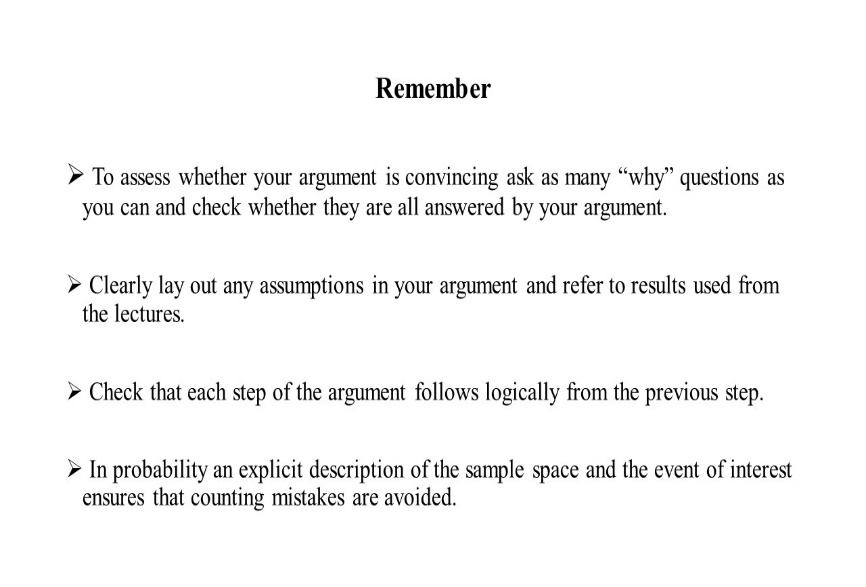 Remember
➢ To assess whether your argument is convincing ask as many “why” questions as
you can and check whether they are all answered by your argument.
➢ Clearly lay out any assumptions in your argument and refer to results used from
the lectures.
➢ Check that each step of the argument follows logically from the previous step.
➢ In probability an explicit description of the sample space and the event of interest
ensures that counting mistakes are avoided.